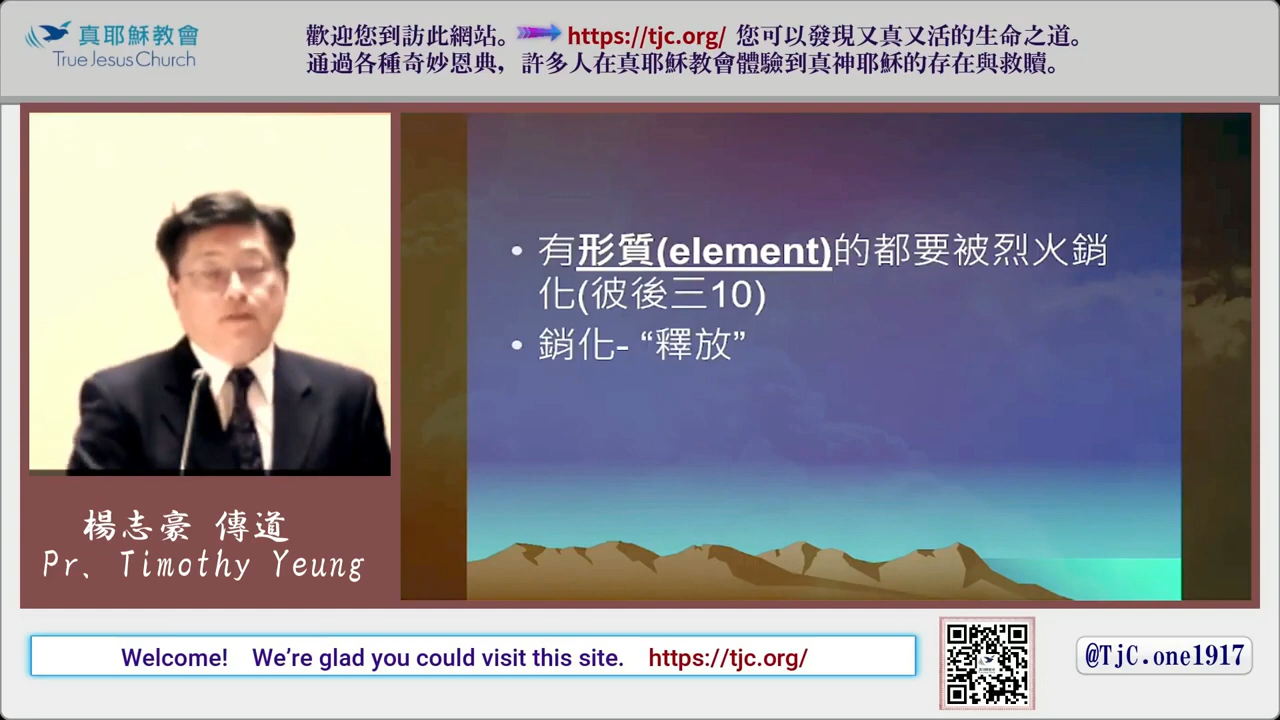 真耶穌教會
True Jesus Church
歡迎您到訪此網站。 https://tjc.org/ 您可以發現又真又活的生命之道。
通過各種奇妙恩典，許多人在真耶穌教會體驗到真神耶穌的存在與救贖。
• 有形質(element)的都要被烈火銷
化(彼後三10)
• 銷化- “釋放”
楊志豪 傳道
Pr. Timothy Yeung
Welcome! We’re glad you could visit this site. https://tjc.org/
@TjC.one1917